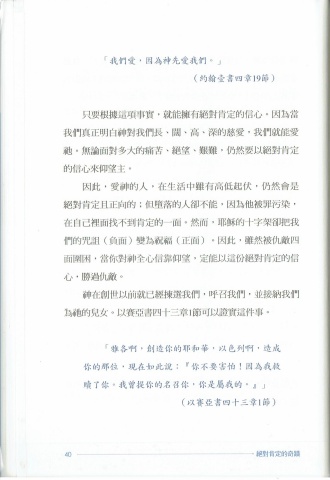 「我們愛，因為神先愛我們。」
（約翰壹書四章19節）
只要根據這項事實，就能擁有絕對肯定的信心。因為當
我們真正明白神對我們長、闊、高、深的慈愛，我們就能愛
祂。無論面對多大的痛苦、絕望、艱難，仍然要以絕對肯定
的信心來仰望主。
因此，愛神的人，在生活中雖有高低起伏，仍然會是
絕對肯定且正向的；但墮落的人卻不能，因為他被罪污染，
在自己裡面找不到肯定的一面。然而，耶穌的十字架卻把我
們的咒詛（負面）變為祝福（正面）。因此，雖然被仇敵四
面圍困，當你對神全心信靠仰望，定能以這份絕對肯定的信
心，勝過仇敵。
神在創世以前就已經揀選我們，呼召我們，並接納我們
為祂的兒女。以賽亞書四十三章1節可以證實這件事。
「雅各啊，創造你的耶和華，以色列啊，造成
你的那位，現在如此說：『你不要害怕！因為我救
贖了你。我曾提你的名召你，你是屬我的。』」
（以賽亞書四十三章1節）
40
絕對肯定的奇蹟